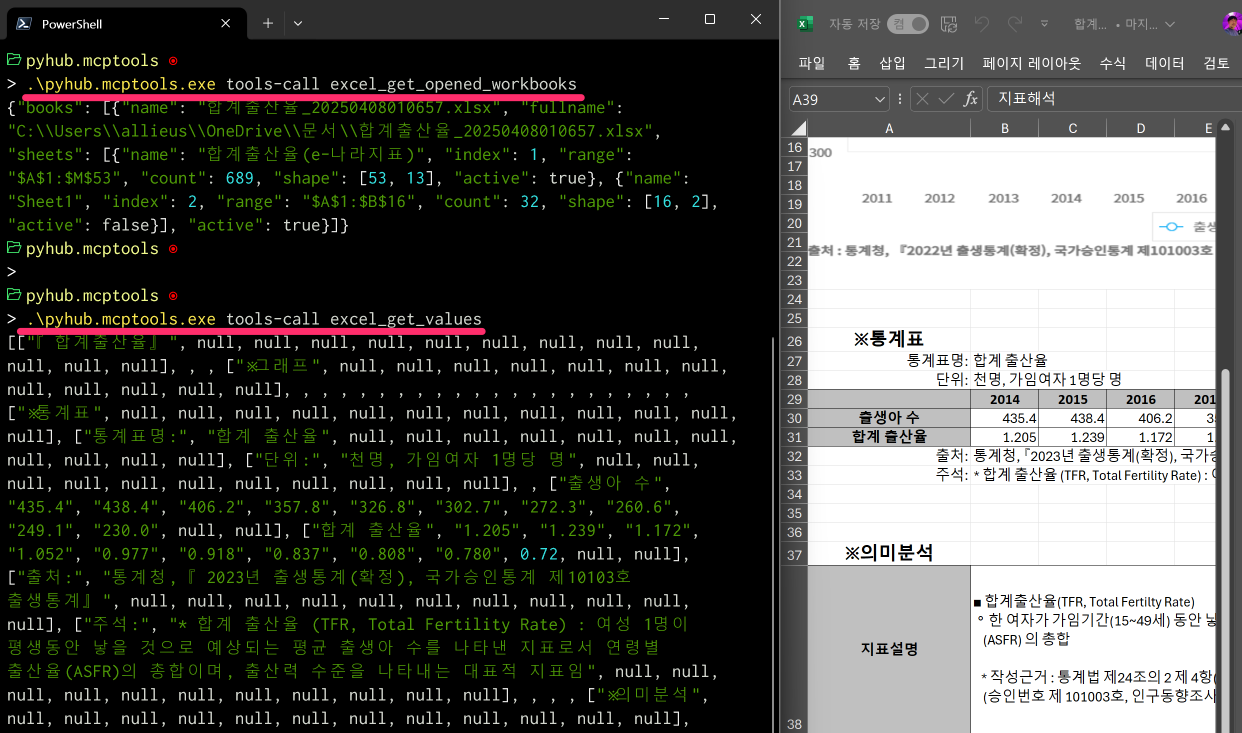 PowerShell
pyhub.mcptools
> .\pyhub.mcptools.exe tools-call excel_get_opened_workbooks
{"books": [{"name": "합계출산율_20250408010657.xlsx", "fullname":
"C:\\Users\\allieus\\OneDrive\\문서\\합계출산율_20250408010657.xlsx",
"sheets": [{"name": "합계출산율(e-나라지표)", "index": 1, "range":
"$A$1:$M$53", "count": 689, "shape": [53, 13], "active": true}, {"name":
"Sheet1", "index": 2, "range": "$A$1:$B$16", "count": 32, "shape": [16, 2],
"active": false}], "active": true}]}
pyhub.mcptools
>
pyhub.mcptools
> .\pyhub.mcptools.exe tools-call excel_get_values
[["『 합계출산율』", null, null, null, null, null, null, null, null, null,
null, null, null], , , ["※그래프", null, null, null, null, null, null, null,
null, null, null, null, null], , , , , , , , , , , , , , , , , , , , , ,
["※통계표", null, null, null, null, null, null, null, null, null, null, null,
null], ["통계표명:", "합계 출산율", null, null, null, null, null, null, null,
null, null, null, null], ["단위:", "천명, 가임여자 1명당 명", null, null, null,
null, null, null, null, null, null, null, null, null], , ["출생아 수",
"435.4", "438.4", "406.2", "357.8", "326.8", "302.7", "272.3", "260.6",
"249.1", "230.0", null, null], ["합계 출산율", "1.205", "1.239", "1.172",
"1.052", "0.977", "0.918", "0.837", "0.808", "0.780", 0.72, null, null],
["출처:", "통계청,『 2023년 출생통계(확정), 국가승인통계 제10103호
출생통계』", null, null, null, null, null, null, null, null, null, null,
null], ["주석:", "* 합계 출산율 (TFR, Total Fertility Rate) : 여성 1명이
평생동안 낳을 것으로 예상되는 평균 출생아 수를 나타낸 지표로서 연령별
출산율(ASFR)의 총합이며, 출산력 수준을 나타내는 대표적 지표임", null, null,
null, null, null, null, null, null, null, null], , , , ["※의미분석",
null, null, null, null, null, null, null, null, null, null, null, null],
자동 저장 컴 합계... • 마지...
파일 홈 삽입 그리기 페이지 레이아웃 수식 데이터 검토
A39 fx 지표해석
A B C D E
16 300
17
18
19 2011 2012 2013 2014 2015 2016
20 출생
21 출처 : 통계청, 『2022년 출생통계(확정), 국가승인통계 제101003호
22
23
24
25
26 ※통계표
27 통계표명: 합계 출산율
28 단위: 천명, 가임여자 1명당 명
29 2014 2015 2016 201
30 출생아 수 435.4 438.4 406.2 3
31 합계 출산율 1.205 1.239 1.172 1.
32 출처: 통계청,『2023년 출생통계(확정), 국가승
33 주석: * 합계 출산율 (TFR, Total Fertility Rate) :
34
35
36
37 ※의미분석
■ 합계출산율(TFR, Total Fertilty Rate)
ㅇ 한 여자가 가임기간(15~49세) 동안 낳
(ASFR) 의 총합
지표설명
* 작성근거 : 통계법 제24조의 2 제 4항(
(승인번호 제 101003호, 인구동향조사
38